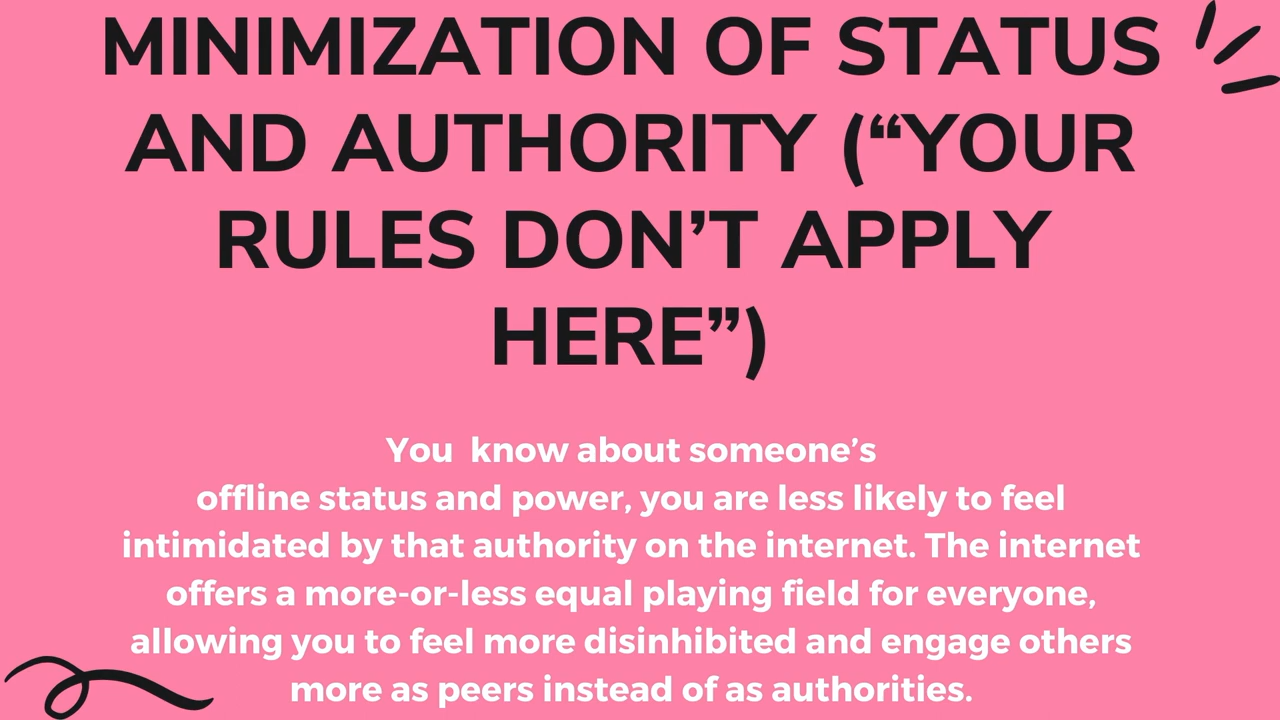 MINIMIZATION OF STATUS
AND AUTHORITY (“YOUR
RULES DON’T APPLY
HERE”)
You  know about someone’s
offline status and power, you are less likely to feel
intimidated by that authority on the internet. The internet
offers a more-or-less equal playing field for everyone,
allowing you to feel more disinhibited and engage others
more as peers instead of as authorities.